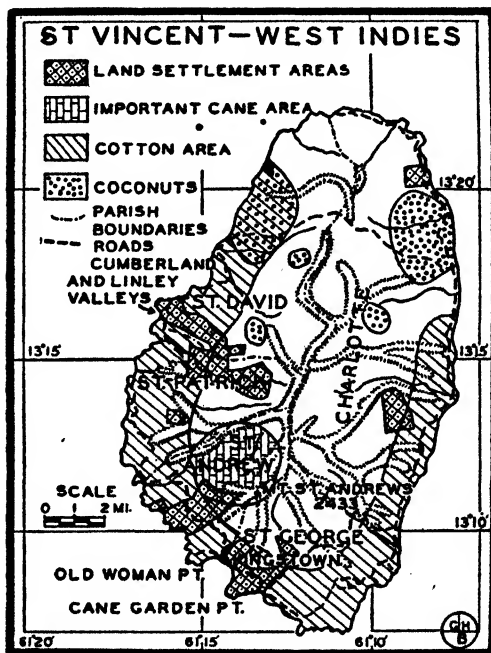 ST VINCENT—WEST INDIES
LAND SETTLEMENT AREAS
IMPORTANT CANE AREA
COTTON AREA
COCONUTS
PARISH
BOUNDARIES
ROADS
CUMBERLAND
AND LINLEY
VALLEYS
13°20'
ST. DAVID
13°15'
ST. PATRICK
CHARLOTTE
ST.
ANDREW
MT. ST. ANDREWS
2433
SCALE
0 1 2 MI.
13°10'
ST GEORGE
KINGSTOWN
OLD WOMAN PT.
CANE GARDEN PT.
61°20'
61°15'
61°10'